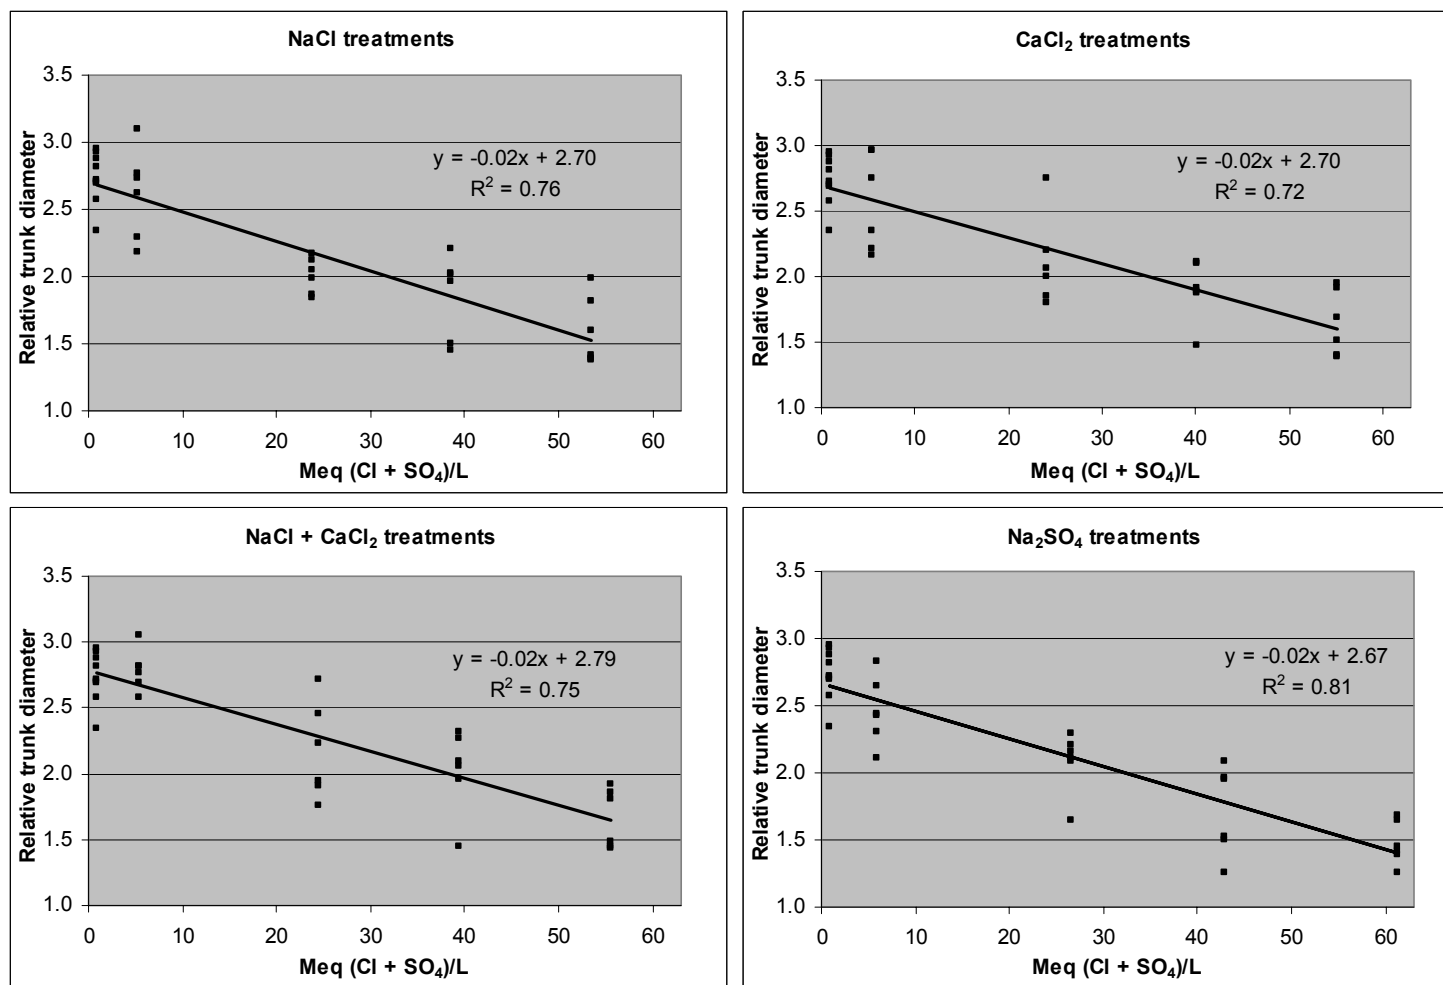 NaCl treatments
3.5
3.0
2.5
2.0
1.5
1.0
Relative trunk diameter
y = -0.02x + 2.70
R² = 0.76
0 10 20 30 40 50 60
Meq (Cl + SO₄)/L
CaCl₂ treatments
3.5
3.0
2.5
2.0
1.5
1.0
Relative trunk diameter
y = -0.02x + 2.70
R² = 0.72
0 10 20 30 40 50 60
Meq (Cl + SO₄)/L
NaCl + CaCl₂ treatments
3.5
3.0
2.5
2.0
1.5
1.0
Relative trunk diameter
y = -0.02x + 2.79
R² = 0.75
0 10 20 30 40 50 60
Meq (Cl + SO₄)/L
Na₂SO₄ treatments
3.5
3.0
2.5
2.0
1.5
1.0
Relative trunk diameter
y = -0.02x + 2.67
R² = 0.81
0 10 20 30 40 50 60
Meq (Cl + SO₄)/L